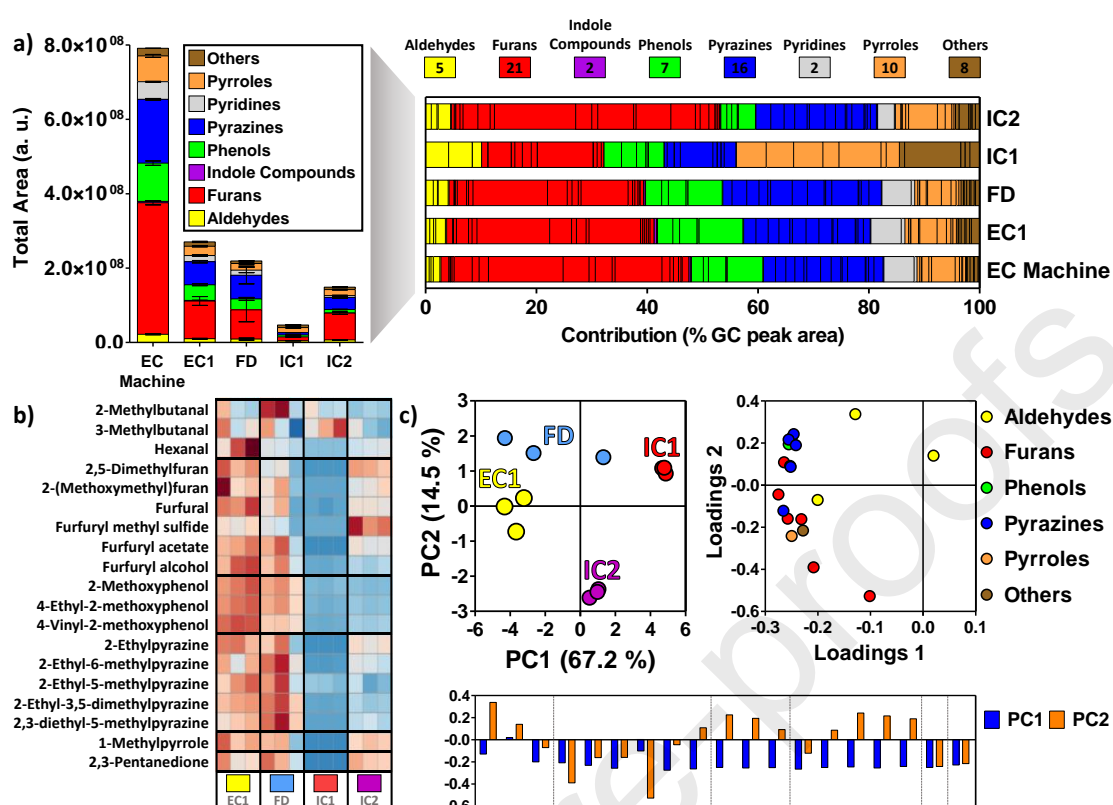 a)
8.0×10⁰⁸
6.0×10⁰⁸
4.0×10⁰⁸
2.0×10⁰⁸
0.0
Total Area (a. u.)
Others
Pyrroles
Pyridines
Pyrazines
Phenols
Indole Compounds
Furans
Aldehydes
EC Machine
EC1
FD
IC1
IC2
Aldehydes
Furans
Indole Compounds
Phenols
Pyrazines
Pyridines
Pyrroles
Others
5 21 2 7 16 2 10 8
IC2
IC1
FD
EC1
EC Machine
0 20 40 60 80 100
Contribution (% GC peak area)
b)
2-Methylbutanal
3-Methylbutanal
Hexanal
2,5-Dimethylfuran
2-(Methoxymethyl)furan
Furfural
Furfuryl methyl sulfide
Furfuryl acetate
Furfuryl alcohol
2-Methoxyphenol
4-Ethyl-2-methoxyphenol
4-Vinyl-2-methoxyphenol
2-Ethylpyrazine
2-Ethyl-6-methylpyrazine
2-Ethyl-5-methylpyrazine
2-Ethyl-3,5-dimethylpyrazine
2,3-diethyl-5-methylpyrazine
1-Methylpyrrole
2,3-Pentanedione
EC1 FD IC1 IC2
c)
3
2
1
0
-1
-2
-3
PC2 (14.5 %)
FD
IC1
EC1
IC2
-6 -4 -2 0 2 4 6
PC1 (67.2 %)
0.4
0.2
-0.0
-0.2
-0.4
-0.6
Loadings 2
-0.3 -0.2 -0.1 0.0 0.1
Loadings 1
Aldehydes
Furans
Phenols
Pyrazines
Pyrroles
Others
0.4
0.2
-0.0
-0.2
-0.4
-0.6
PC1 PC2
re-proofs